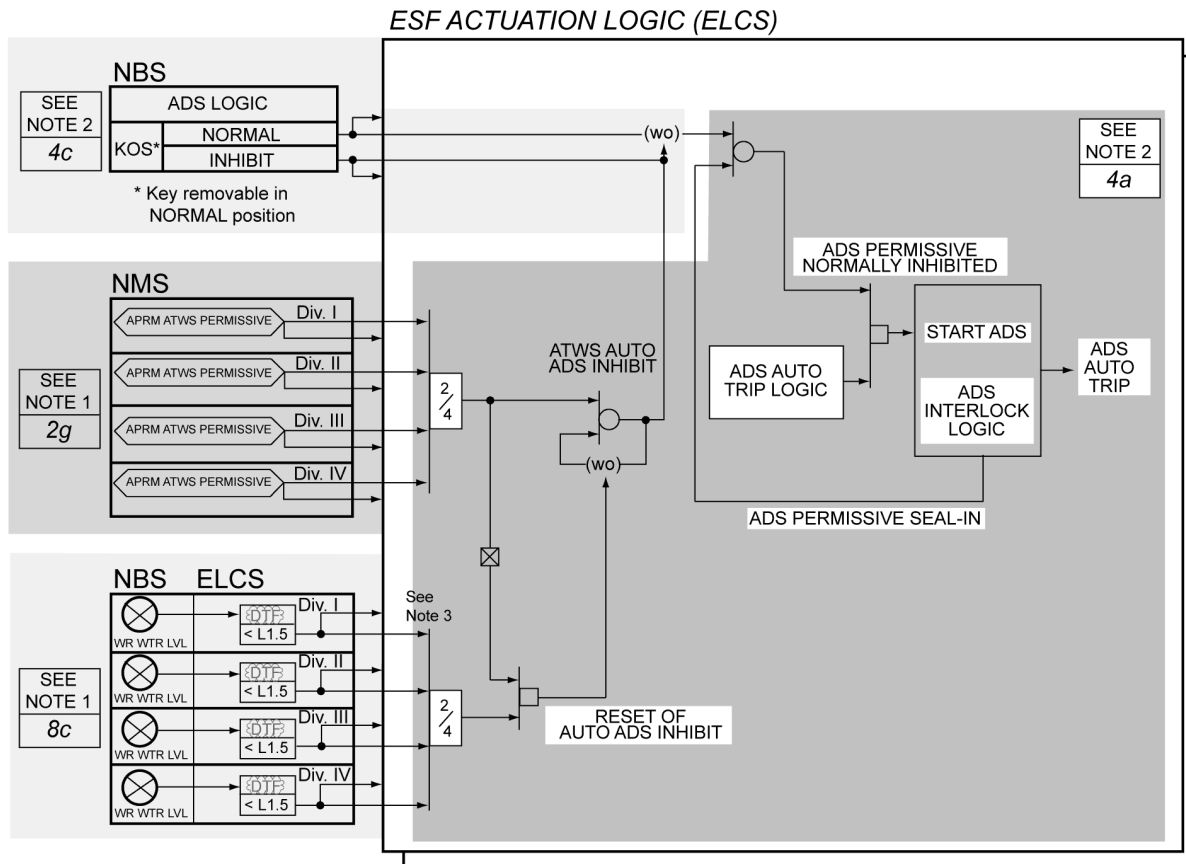 ESF ACTUATION LOGIC (ELCS)
NBS
SEE
NOTE 2
4c
ADS LOGIC
KOS*
NORMAL
INHIBIT
* Key removable in
NORMAL position
(wo)
SEE
NOTE 2
4a
ADS PERMISSIVE
NORMALLY INHIBITED
NMS
SEE
NOTE 1
2g
APRM ATWS PERMISSIVE
Div. I
APRM ATWS PERMISSIVE
Div. II
APRM ATWS PERMISSIVE
Div. III
APRM ATWS PERMISSIVE
Div. IV
2/4
ATWS AUTO
ADS INHIBIT
(wo)
ADS AUTO
TRIP LOGIC
START ADS
ADS
INTERLOCK
LOGIC
ADS
AUTO
TRIP
ADS PERMISSIVE SEAL-IN
NBS
ELCS
SEE
NOTE 1
8c
WR WTR LVL
DTF
< L1.5
Div. I
WR WTR LVL
DTF
< L1.5
Div. II
WR WTR LVL
DTF
< L1.5
Div. III
WR WTR LVL
DTF
< L1.5
Div. IV
See
Note 3
2/4
RESET OF
AUTO ADS INHIBIT